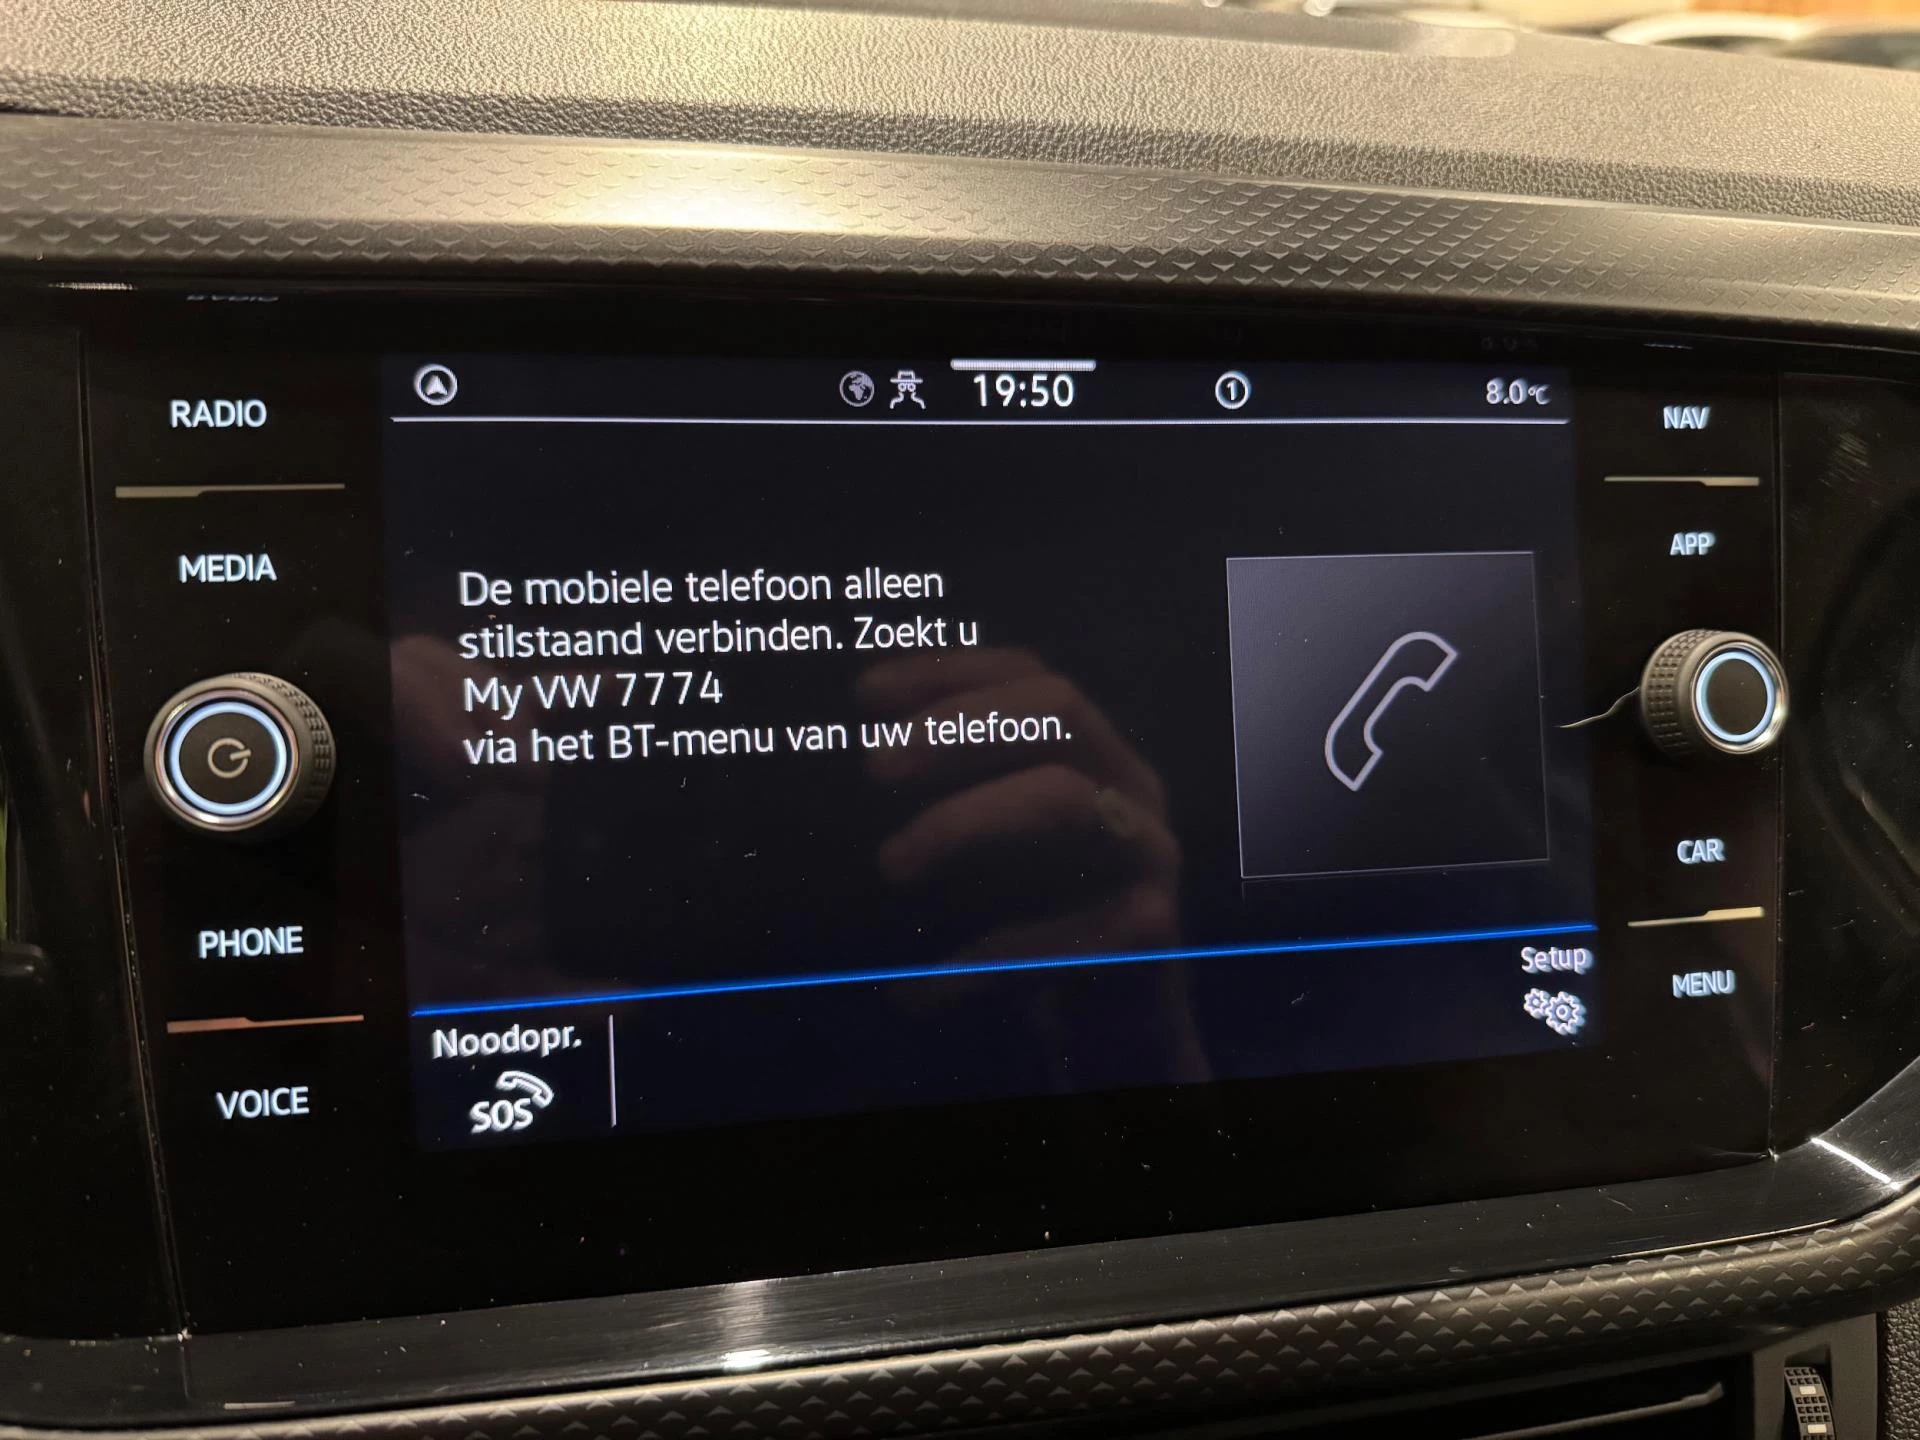 RADIO
MEDIA
PHONE
VOICE
19:50
1
8.0°C
De mobiele telefoon alleen
stilstaand verbinden. Zoekt u
My VW 7774
via het BT-menu van uw telefoon.
Noodopr.
SOS
Setup
NAV
APP
CAR
MENU